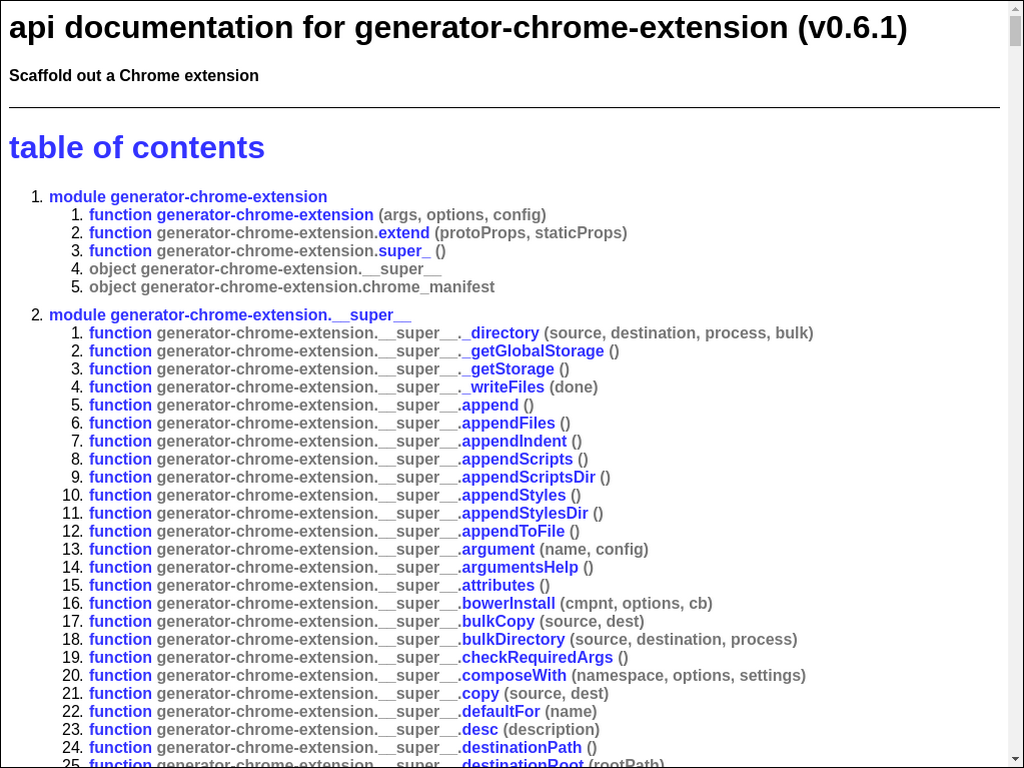 api documentation for generator-chrome-extension (v0.6.1)
Scaffold out a Chrome extension
table of contents
1. module generator-chrome-extension
1. function generator-chrome-extension (args, options, config)
2. function generator-chrome-extension.extend (protoProps, staticProps)
3. function generator-chrome-extension.super_ ()
4. object generator-chrome-extension.__super__
5. object generator-chrome-extension.chrome_manifest
2. module generator-chrome-extension.__super__
1. function generator-chrome-extension.__super__._directory (source, destination, process, bulk)
2. function generator-chrome-extension.__super__._getGlobalStorage ()
3. function generator-chrome-extension.__super__._getStorage ()
4. function generator-chrome-extension.__super__._writeFiles (done)
5. function generator-chrome-extension.__super__.append ()
6. function generator-chrome-extension.__super__.appendFiles ()
7. function generator-chrome-extension.__super__.appendIndent ()
8. function generator-chrome-extension.__super__.appendScripts ()
9. function generator-chrome-extension.__super__.appendScriptsDir ()
10. function generator-chrome-extension.__super__.appendStyles ()
11. function generator-chrome-extension.__super__.appendStylesDir ()
12. function generator-chrome-extension.__super__.appendToFile ()
13. function generator-chrome-extension.__super__.argument (name, config)
14. function generator-chrome-extension.__super__.argumentsHelp ()
15. function generator-chrome-extension.__super__.attributes ()
16. function generator-chrome-extension.__super__.bowerInstall (cmpnt, options, cb)
17. function generator-chrome-extension.__super__.bulkCopy (source, dest)
18. function generator-chrome-extension.__super__.bulkDirectory (source, destination, process)
19. function generator-chrome-extension.__super__.checkRequiredArgs ()
20. function generator-chrome-extension.__super__.composeWith (namespace, options, settings)
21. function generator-chrome-extension.__super__.copy (source, dest)
22. function generator-chrome-extension.__super__.defaultFor (name)
23. function generator-chrome-extension.__super__.desc (description)
24. function generator-chrome-extension.__super__.destinationPath ()
25. function generator-chrome-extension.__super__.destinationRoot (rootPath)